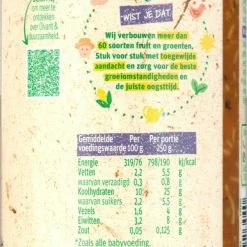 om meer te
ontdekken
over Olvarit &
duurzaamheid.
WIST JE DAT
Wij verbouwen meer dan
60 soorten fruit en groenten.
Stuk voor stuk met toegewijde
aandacht en zorg voor de beste
groeiomstandigheden en
de juiste oogsttijd.
Gemiddelde Per Per portie
voedingswaarde 100 g 250 g
Energie 319/76 798/190 kJ/kcal
Vetten 2,2 5,5 g
waarvan verzadigd 0,3 0,8 g
Koolhydraten 10 25 g
waarvan suikers 2,2 5,5 g
Vezels 1,6 4 g
Eiwitten 3,2 8 g
Zout 0,05 0,125 g
*Zoals alle babyvoeding.